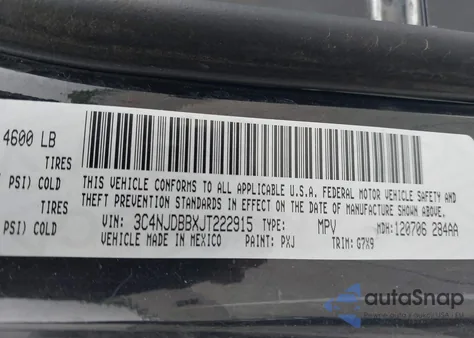 4600 LB
TIRES
PSI) COLD
THIS VEHICLE CONFORMS TO ALL APPLICABLE U.S.A. FEDERAL MOTOR VEHICLE SAFETY AND
TIRES
THEFT PREVENTION STANDARDS IN EFFECT ON THE DATE OF MANUFACTURE SHOWN ABOVE.
PSI) COLD
VIN: 3C4NJDBBXJT222915 TYPE: MPV MDH: 120706 284AA
VEHICLE MADE IN MEXICO PAINT: PXJ TRIM: G7X9
autoSnap